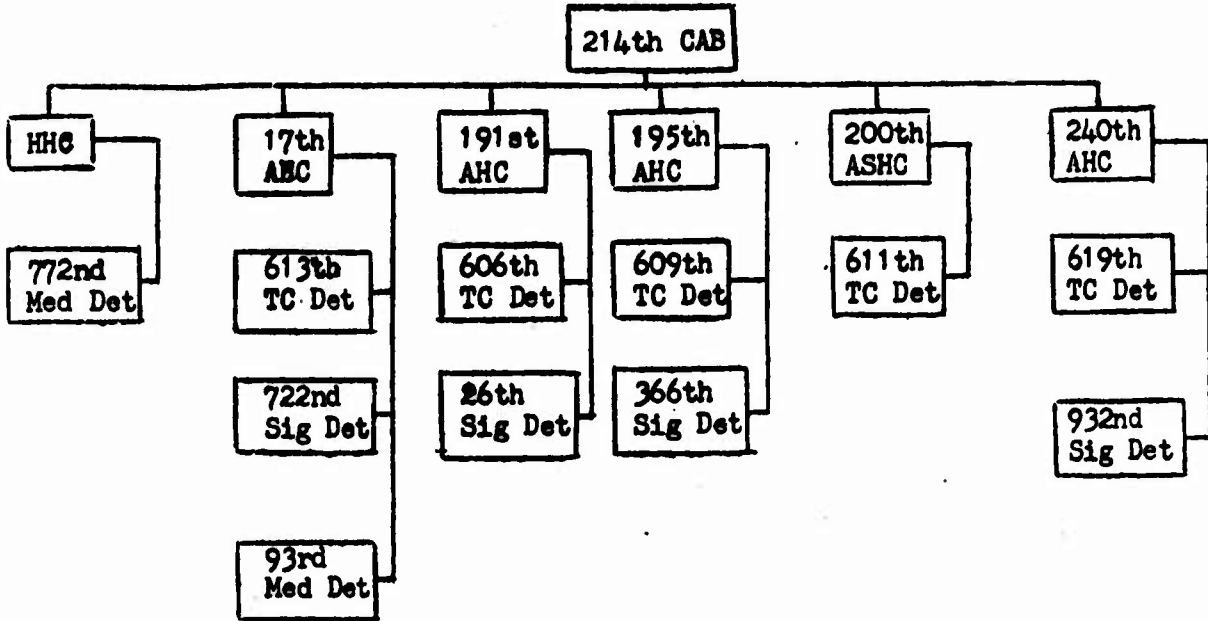 214th CAB
HHC
17th
AHC
191st
AHC
195th
AHC
200th
ASHC
240th
AHC
772nd
Med Det
613th
TC Det
606th
TC Det
609th
TC Det
611th
TC Det
619th
TC Det
722nd
Sig Det
26th
Sig Det
366th
Sig Det
932nd
Sig Det
93rd
Med Det